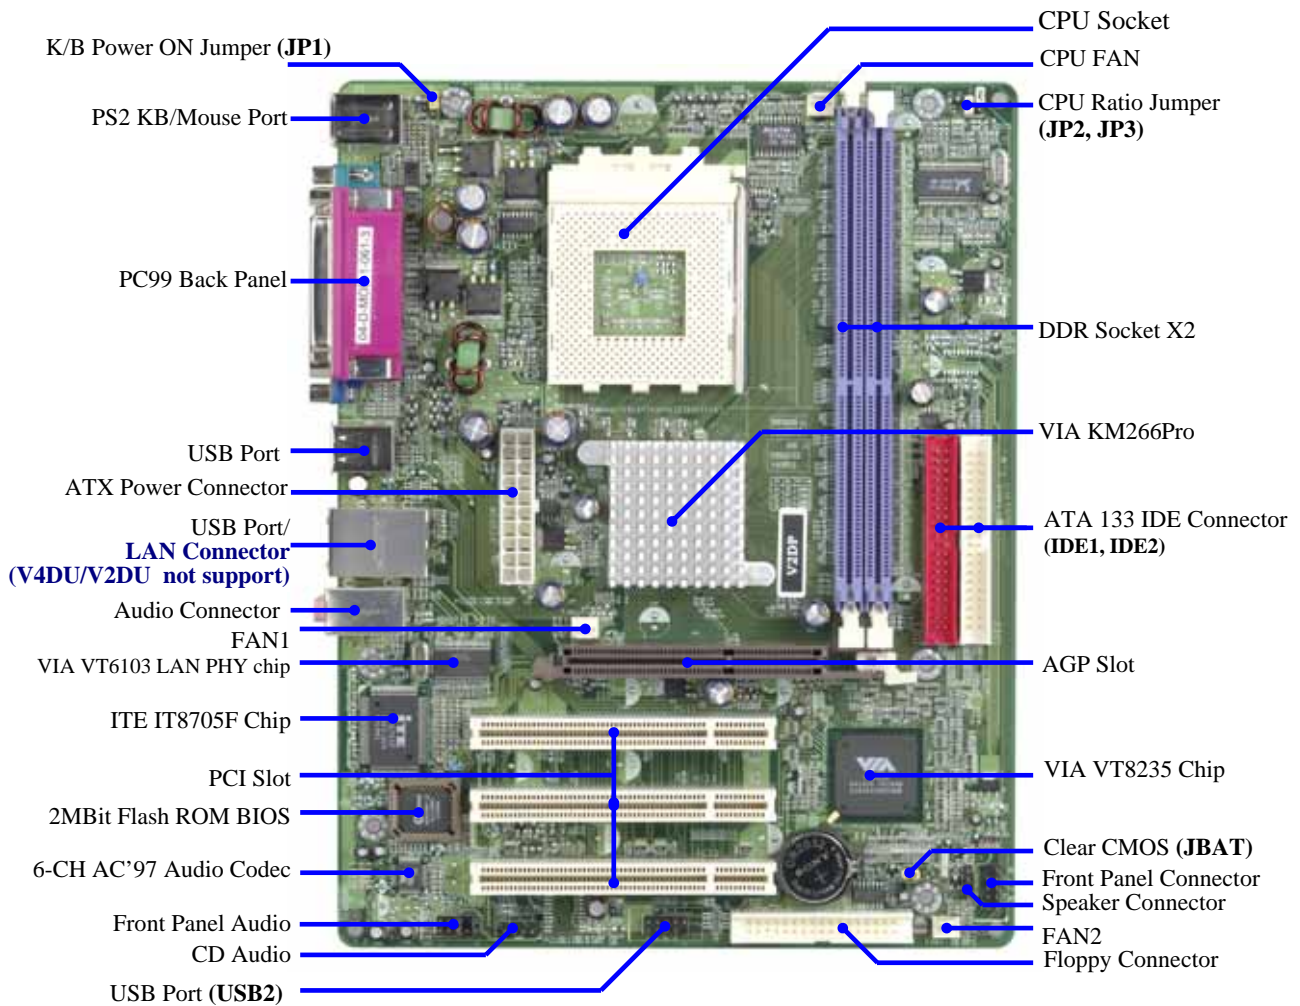 K/B Power ON Jumper (JP1)
PS2 KB/Mouse Port
PC99 Back Panel
USB Port
ATX Power Connector
USB Port/
LAN Connector
(V4DU/V2DU not support)
Audio Connector
FAN1
VIA VT6103 LAN PHY chip
ITE IT8705F Chip
PCI Slot
2MBit Flash ROM BIOS
6-CH AC’97 Audio Codec
Front Panel Audio
CD Audio
USB Port (USB2)
CPU Socket
CPU FAN
CPU Ratio Jumper
(JP2, JP3)
DDR Socket X2
VIA KM266Pro
ATA 133 IDE Connector
(IDE1, IDE2)
AGP Slot
VIA VT8235 Chip
Clear CMOS (JBAT)
Front Panel Connector
Speaker Connector
FAN2
Floppy Connector
V2DP
VIA